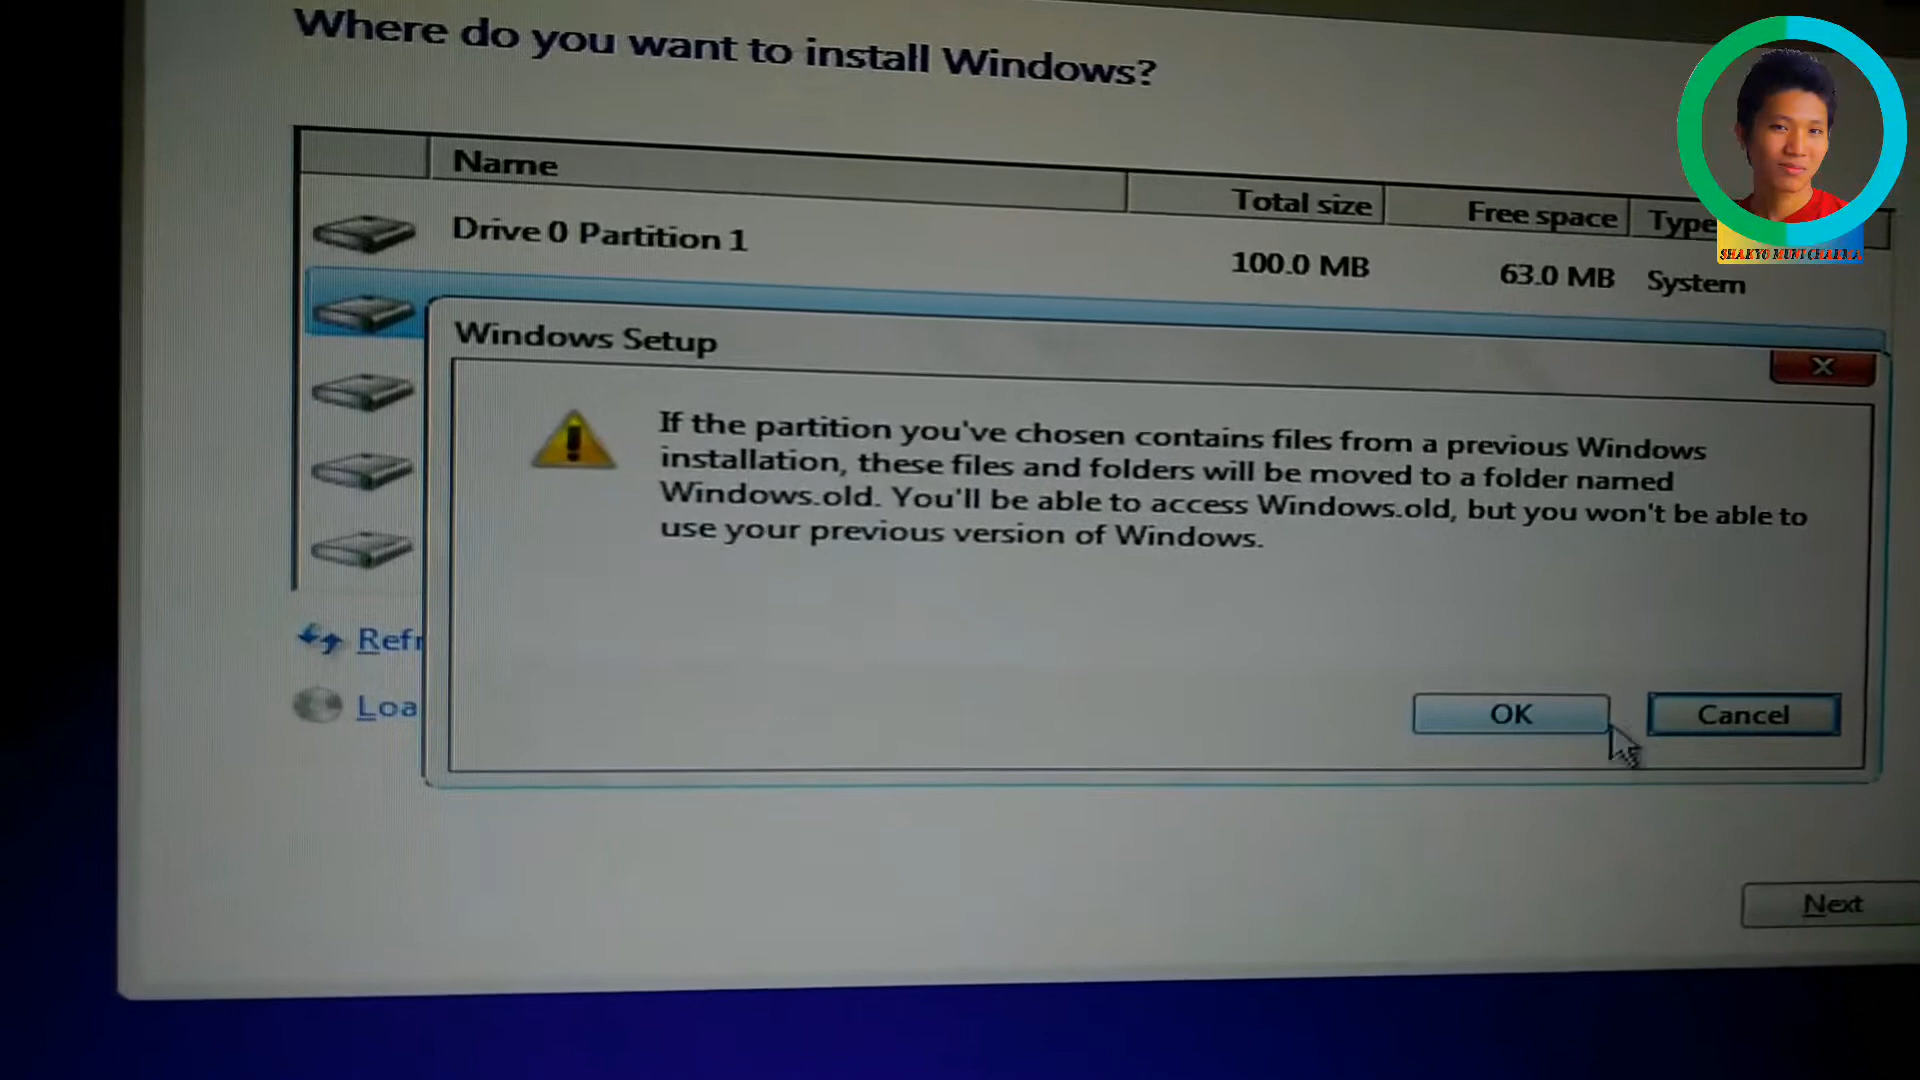 Where do you want to install Windows?
Name
Total size
Free space
Type
Drive 0 Partition 1
100.0 MB
63.0 MB
System
Windows Setup
If the partition you've chosen contains files from a previous Windows
installation, these files and folders will be moved to a folder named
Windows.old. You'll be able to access Windows.old, but you won't be able to
use your previous version of Windows.
Refr
Loa
OK
Cancel
Next